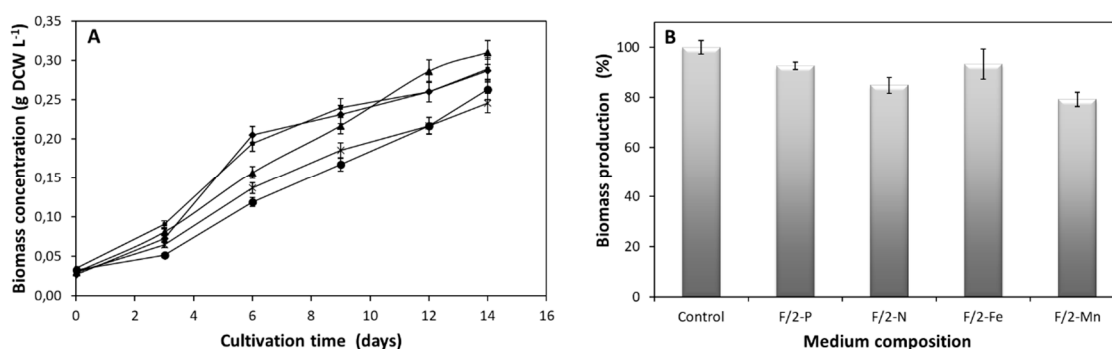 A
Biomass concentration (g DCW L⁻¹)
0,35
0,30
0,25
0,20
0,15
0,10
0,05
0,00
0 2 4 6 8 10 12 14 16
Cultivation time (days)
B
Biomass production (%)
100
80
60
40
20
0
Control F/2-P F/2-N F/2-Fe F/2-Mn
Medium composition